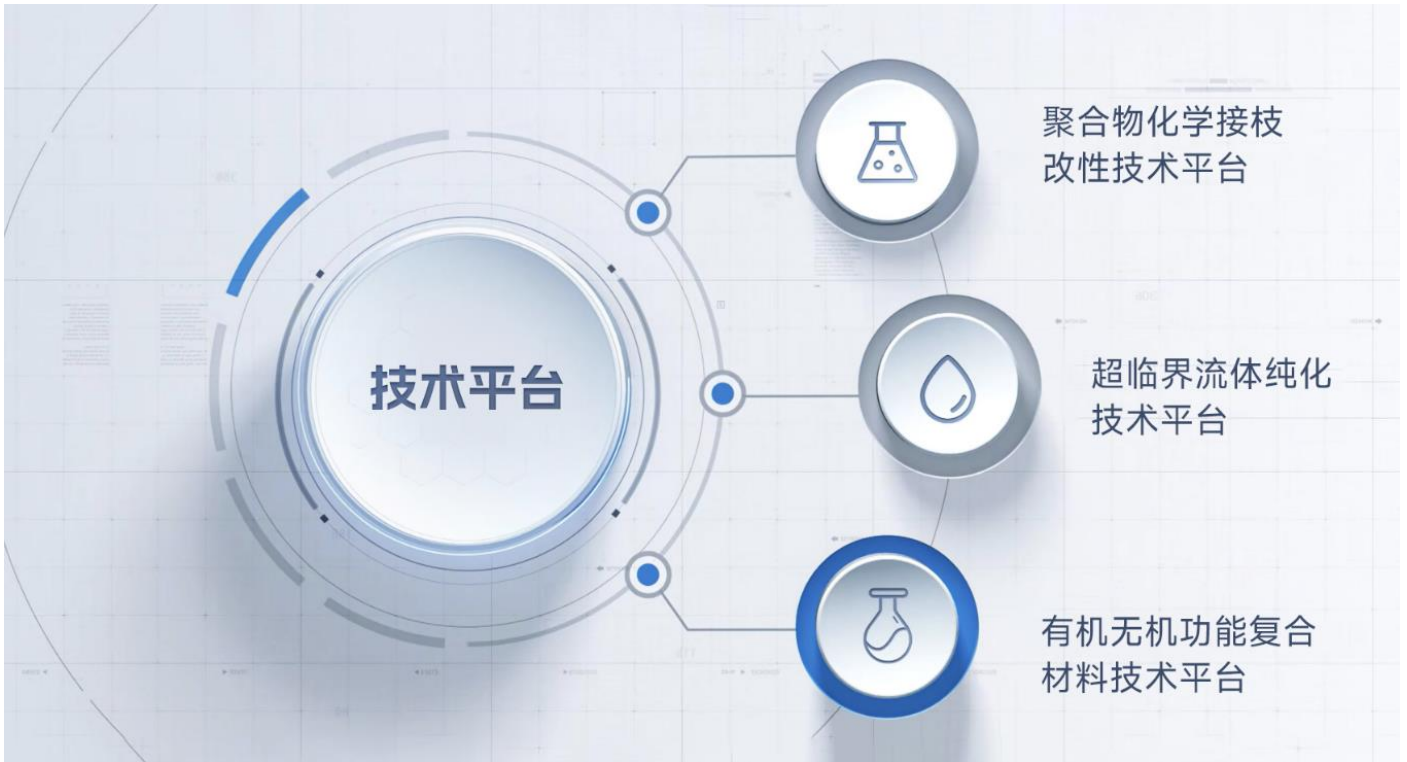 技术平台
聚合物化学接枝
改性技术平台
超临界流体纯化
技术平台
有机无机功能复合
材料技术平台